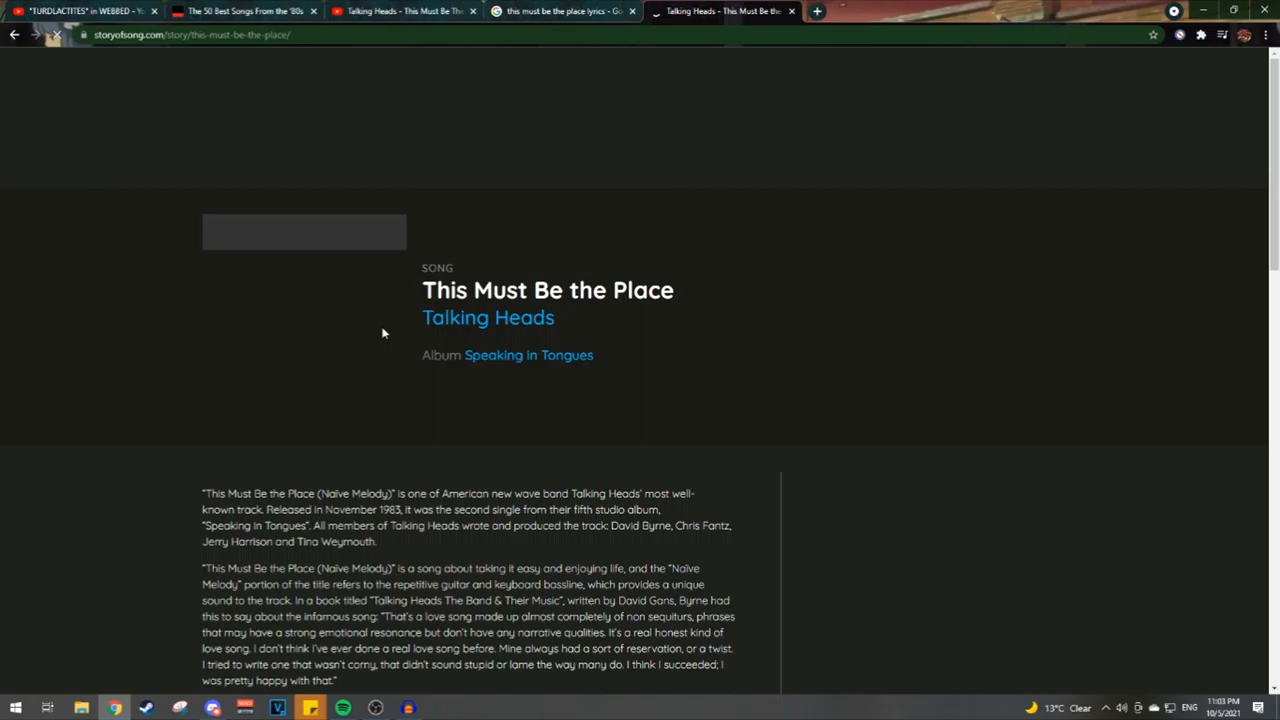 "TURDLACTITES" in WEBBED - Yo
The 50 Best Songs From the '80s
Talking Heads - This Must Be The
this must be the place lyrics - Go
Talking Heads - This Must Be the
storyofsong.com/story/this-must-be-the-place/
SONG
This Must Be the Place
Talking Heads
Album Speaking in Tongues
“This Must Be the Place (Naïve Melody)” is one of American new wave band Talking Heads’ most well-
known track. Released in November 1983, it was the second single from their fifth studio album,
“Speaking in Tongues”. All members of Talking Heads wrote and produced the track: David Byrne, Chris Fantz,
Jerry Harrison and Tina Weymouth.
“This Must Be the Place (Naïve Melody)” is a song about taking it easy and enjoying life, and the “Naïve
Melody” portion of the title refers to the repetitive guitar and keyboard bassline, which provides a unique
sound to the track. In a book titled “Talking Heads The Band & Their Music”, written by David Gans, Byrne had
this to say about the infamous song: “That’s a love song made up almost completely of non sequiturs, phrases
that may have a strong emotional resonance but don’t have any narrative qualities. It’s a real honest kind of
love song. I don’t think I’ve ever done a real love song before. Mine always had a sort of reservation, or a twist.
I tried to write one that wasn’t corny, that didn’t sound stupid or lame the way many do. I think I succeeded; I
was pretty happy with that.”
13°C Clear
ENG
11:03 PM
10/5/2021